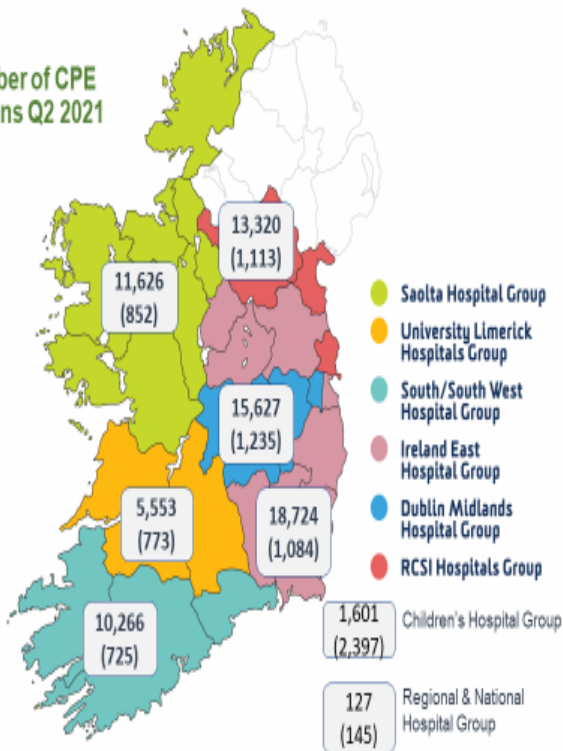 ber of CPE
ns Q2 2021
13,320
(1,113)
11,626
(852)
Saolta Hospital Group
University Limerick
Hospitals Group
15,627
(1,235)
South/South West
Hospital Group
Ireland East
Hospital Group
5,553
(773)
18,724
(1,084)
Dublin Midlands
Hospital Group
RCSI Hospitals Group
10,266
(725)
1,601
(2,397)
Children's Hospital Group
127
(145)
Regional & National
Hospital Group